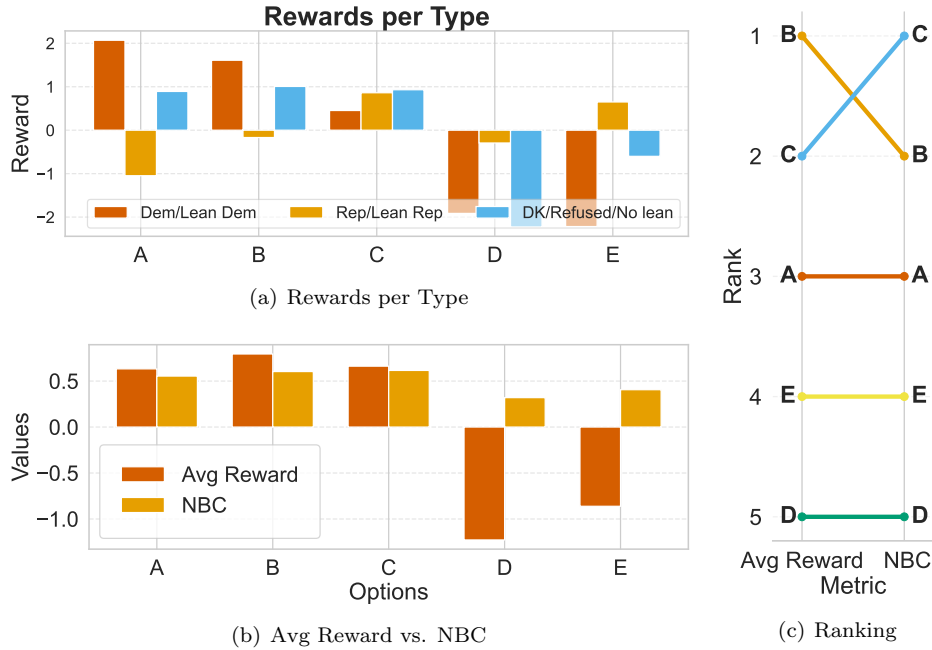 Rewards per Type
Reward
2
1
0
−1
−2
Dem/Lean Dem
Rep/Lean Rep
DK/Refused/No lean
A
B
C
D
E
(a) Rewards per Type
Values
0.5
0.0
−0.5
−1.0
Avg Reward
NBC
A
B
C
D
E
Options
(b) Avg Reward vs. NBC
Rank
1
B
C
2
C
B
3
A
A
4
E
E
5
D
D
Avg Reward
NBC
Metric
(c) Ranking